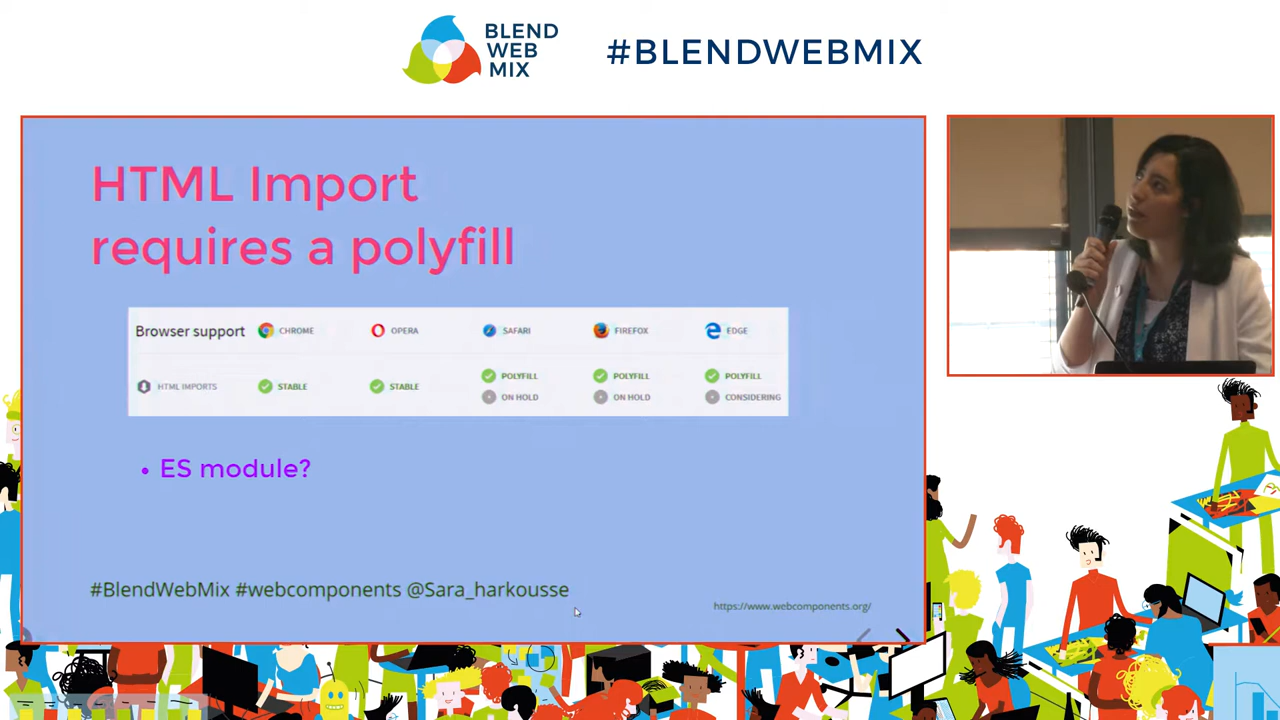 BLEND
WEB
MIX
#BLENDWEBMIX
HTML Import
requires a polyfill
Browser support CHROME OPERA SAFARI FIREFOX EDGE
HTML IMPORTS STABLE STABLE POLYFILL POLYFILL POLYFILL
ON HOLD ON HOLD CONSIDERING
• ES module?
#BlendWebMix #webcomponents @Sara_harkousse
https://www.webcomponents.org/